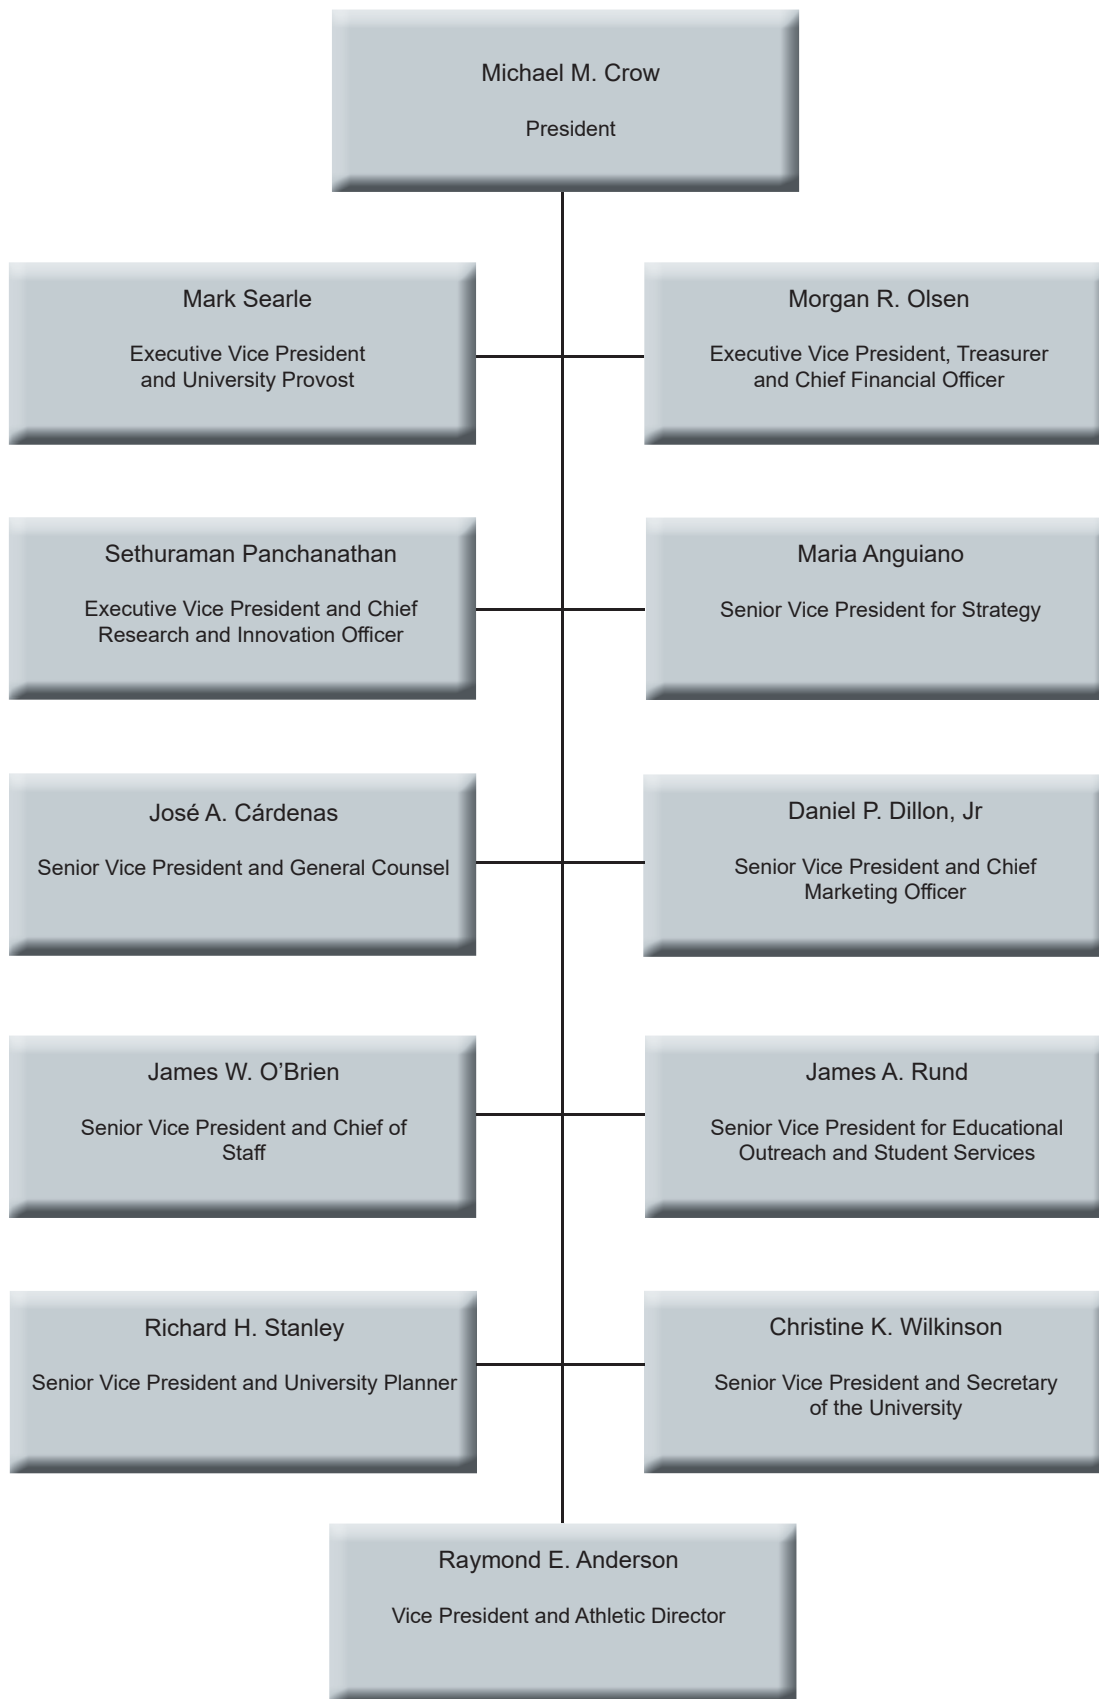 Michael M. Crow
President
Mark Searle
Executive Vice President
and University Provost
Morgan R. Olsen
Executive Vice President, Treasurer
and Chief Financial Officer
Sethuraman Panchanathan
Executive Vice President and Chief
Research and Innovation Officer
Maria Anguiano
Senior Vice President for Strategy
José A. Cárdenas
Senior Vice President and General Counsel
Daniel P. Dillon, Jr
Senior Vice President and Chief
Marketing Officer
James W. O’Brien
Senior Vice President and Chief of
Staff
James A. Rund
Senior Vice President for Educational
Outreach and Student Services
Richard H. Stanley
Senior Vice President and University Planner
Christine K. Wilkinson
Senior Vice President and Secretary
of the University
Raymond E. Anderson
Vice President and Athletic Director